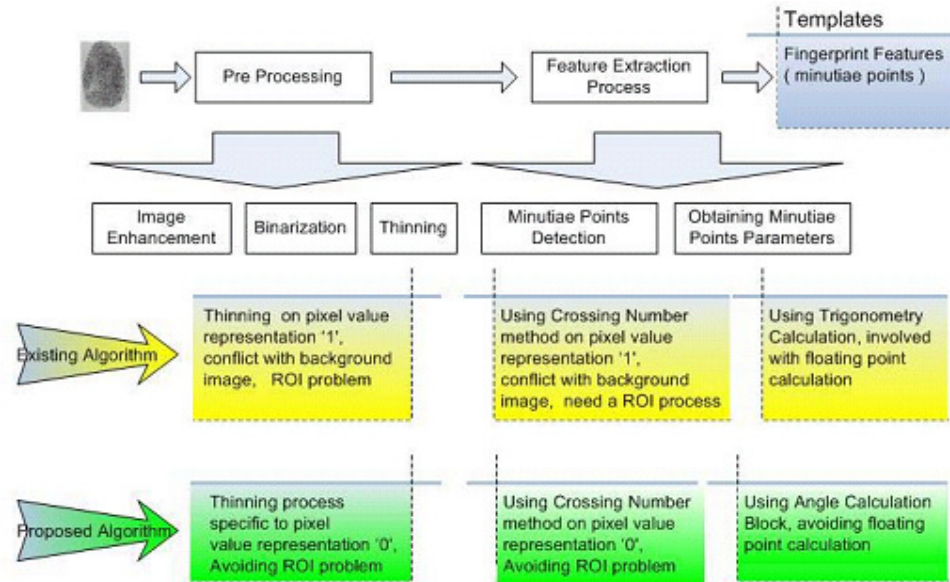 Templates
Pre Processing
Feature Extraction
Process
Fingerprint Features
( minutiae points )
Image
Enhancement
Binarization
Thinning
Minutiae Points
Detection
Obtaining Minutiae
Points Parameters
Existing Algorithm
Thinning on pixel value
representation '1',
conflict with background
image, ROI problem
Using Crossing Number
method on pixel value
representation '1',
conflict with background
image, need a ROI process
Using Trigonometry
Calculation, involved
with floating point
calculation
Proposed Algorithm
Thinning process
specific to pixel
value representation '0',
Avoiding ROI problem
Using Crossing Number
method on pixel value
representation '0',
Avoiding ROI problem
Using Angle Calculation
Block, avoiding floating
point calculation